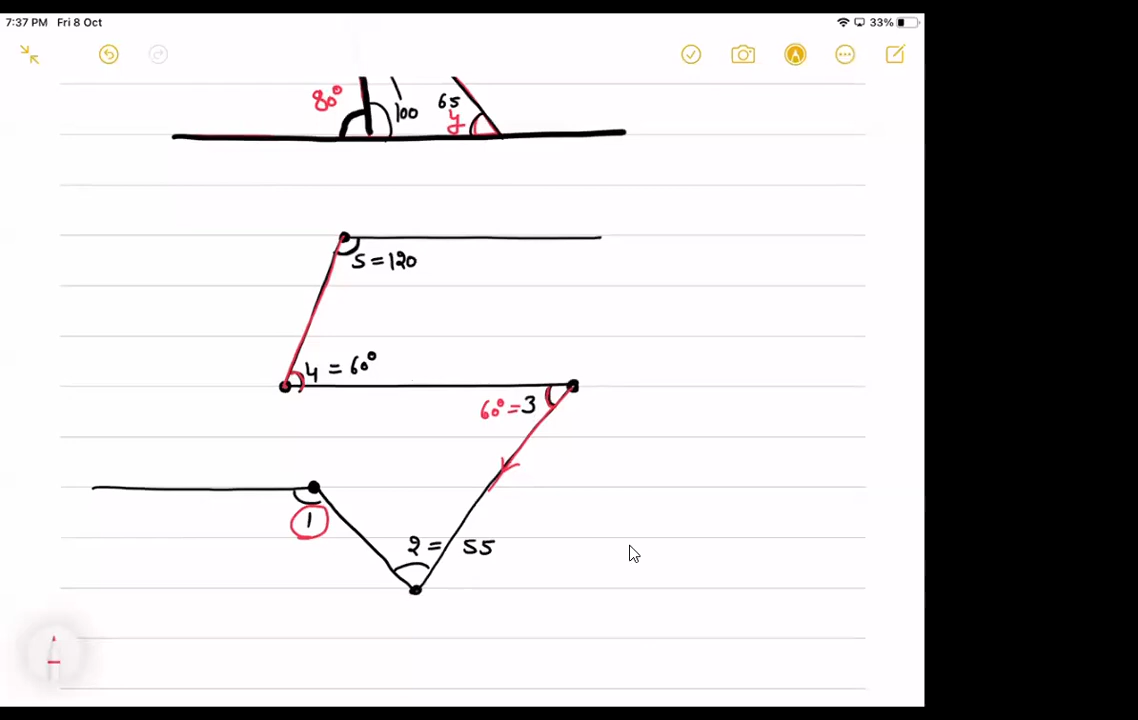 7:37 PM Fri 8 Oct
33%
80°
100
65
y
5 = 120
4 = 60°
60° = 3
1
2 = 55